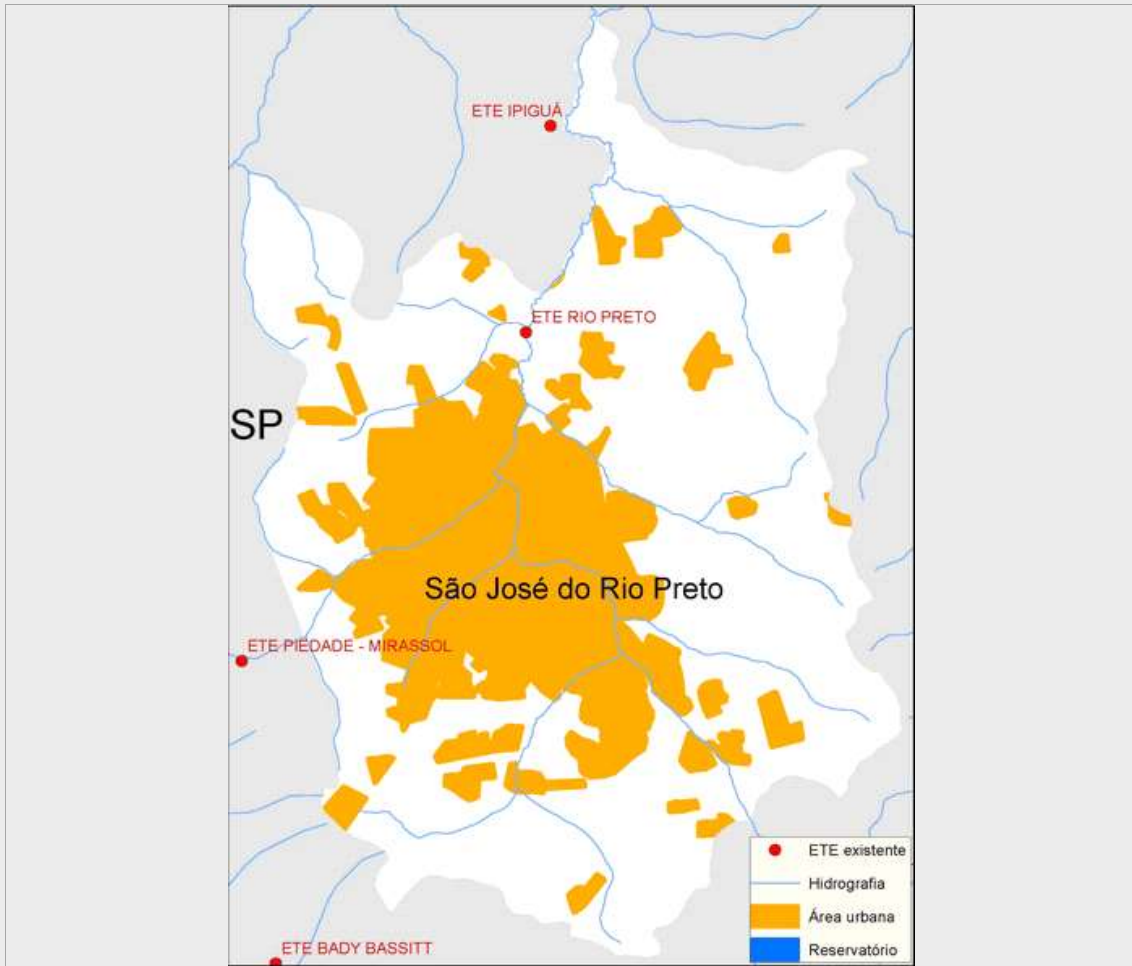 ETE IPIGUÁ
ETE RIO PRETO
SP
São José do Rio Preto
ETE PIEDADE - MIRASSOL
ETE BADY BASSITT
ETE existente
Hidrografia
Área urbana
Reservatório